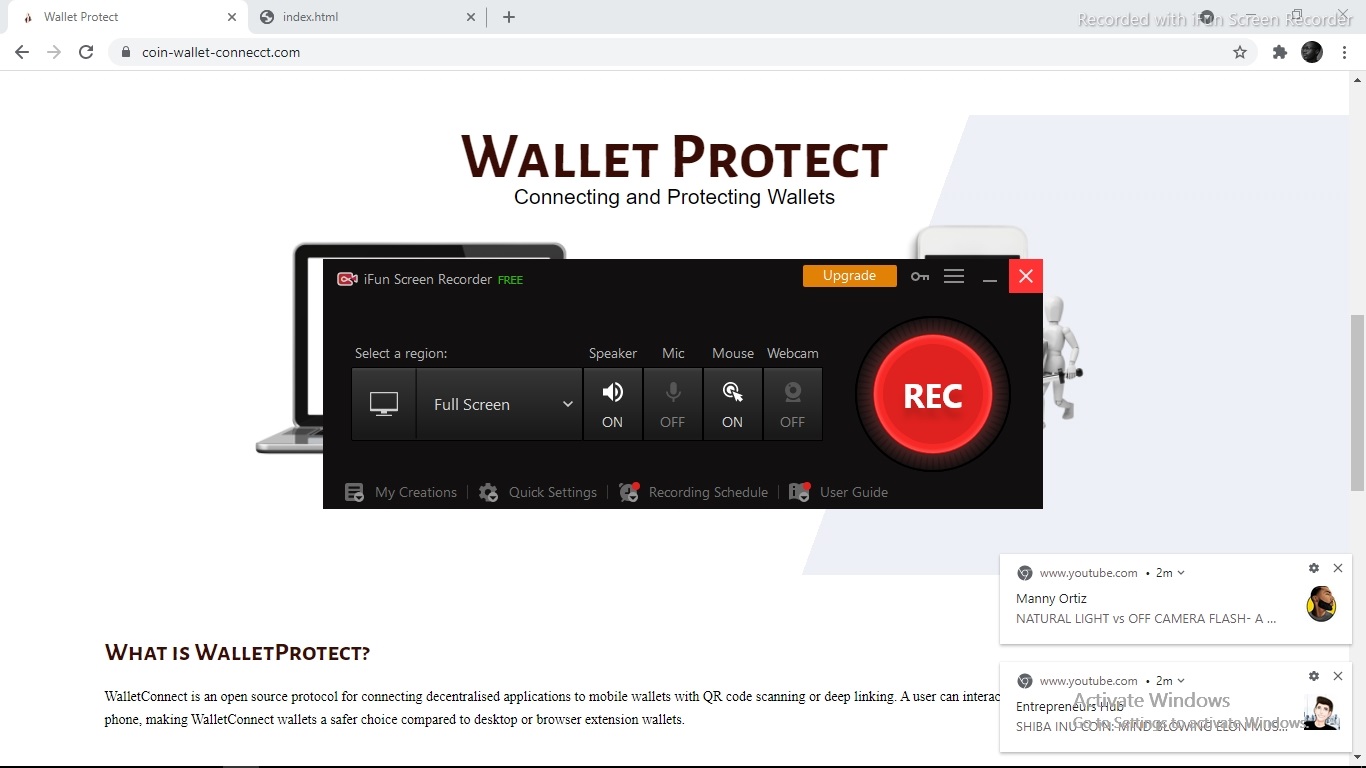 Wallet Protect
index.html
Recorded with iFun Screen Recorder
coin-wallet-connecct.com
WALLET PROTECT
Connecting and Protecting Wallets
iFun Screen Recorder FREE
Upgrade
Select a region:
Speaker Mic Mouse Webcam
Full Screen
ON OFF ON OFF
REC
My Creations
Quick Settings
Recording Schedule
User Guide
www.youtube.com • 2m
Manny Ortiz
NATURAL LIGHT vs OFF CAMERA FLASH- A ...
WHAT IS WALLETPROTECT?
WalletConnect is an open source protocol for connecting decentralised applications to mobile wallets with QR code scanning or deep linking. A user can interac
phone, making WalletConnect wallets a safer choice compared to desktop or browser extension wallets.
www.youtube.com • 2m
Entrepreneurs Hub
SHIBA INU COIN: MIND BLOWING ELON MUS...
Activate Windows
Go to Settings to activate Windows.